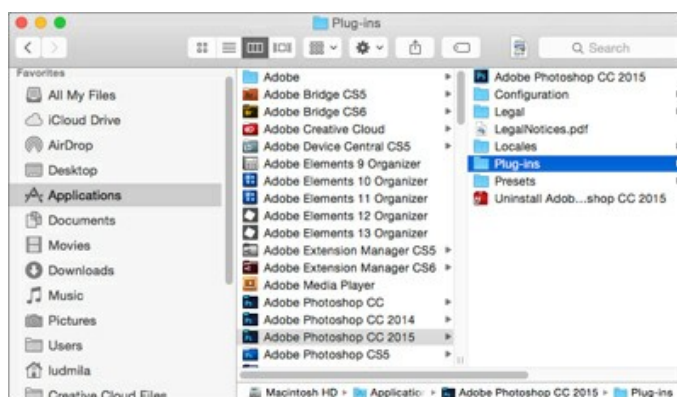 Plug-ins
Search
Favorites
All My Files
iCloud Drive
AirDrop
Desktop
Applications
Documents
Movies
Downloads
Music
Pictures
Users
ludmila
Creative Cloud Files
Adobe
Adobe Bridge CS5
Adobe Bridge CS6
Adobe Creative Cloud
Adobe Device Central CS5
Adobe Elements 9 Organizer
Adobe Elements 10 Organizer
Adobe Elements 11 Organizer
Adobe Elements 12 Organizer
Adobe Elements 13 Organizer
Adobe Extension Manager CS5
Adobe Extension Manager CS6
Adobe Media Player
Adobe Photoshop CC
Adobe Photoshop CC 2014
Adobe Photoshop CC 2015
Adobe Photoshop CS5
Adobe Photoshop CC 2015
Configuration
Legal
LegalNotices.pdf
Locales
Plug-ins
Presets
Uninstall Adob...shop CC 2015
Macintosh HD Applicatio Adobe Photoshop CC 2015 Plug-ins